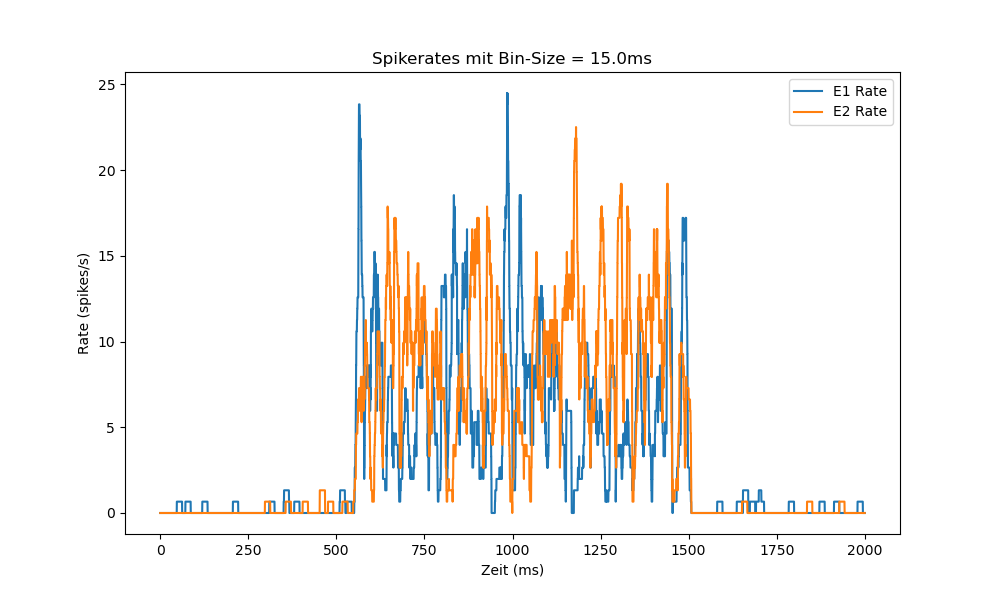 Spikerates mit Bin-Size = 15.0ms
E1 Rate
E2 Rate
Rate (spikes/s)
25
20
15
10
5
0
0 250 500 750 1000 1250 1500 1750 2000
Zeit (ms)